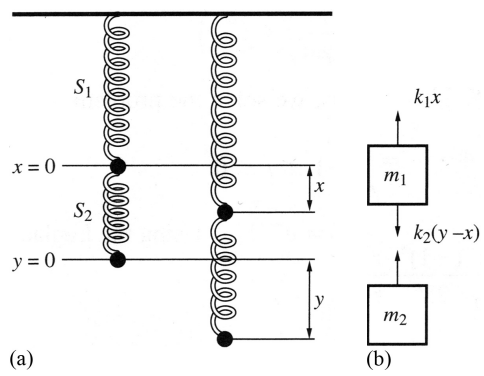 S1
x = 0
x
S2
y = 0
y
(a)
k1x
m1
k2(y – x)
m2
(b)